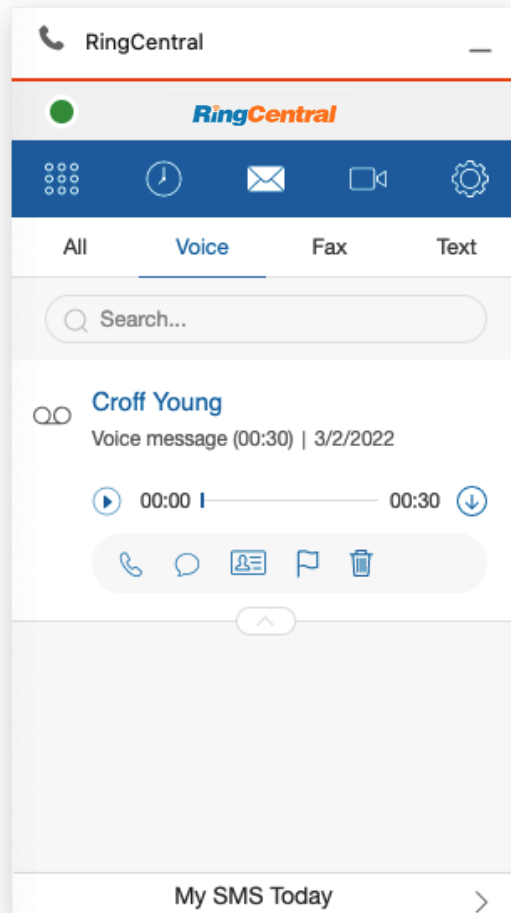 RingCentral
RingCentral
All Voice Fax Text
Search...
Croff Young
Voice message (00:30) | 3/2/2022
00:00 00:30
My SMS Today